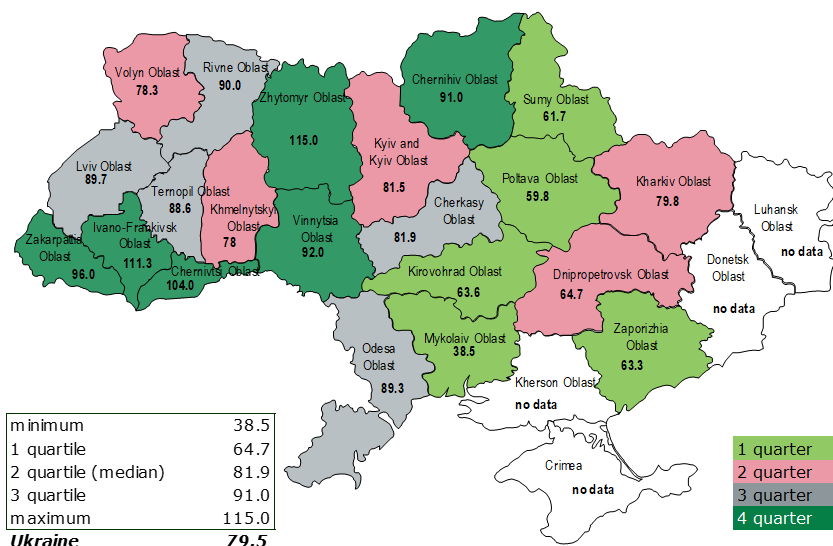 Volyn Oblast
78.3
Rivne Oblast
90.0
Zhytomyr Oblast
115.0
Kyiv and
Kyiv Oblast
81.5
Chernihiv Oblast
91.0
Sumy Oblast
61.7
Lviv Oblast
89.7
Ternopil Oblast
88.6
Khmelnytskyi
Oblast
78
Vinnytsia
Oblast
92.0
Cherkasy
Oblast
81.9
Poltava Oblast
59.8
Kharkiv Oblast
79.8
Luhansk
Oblast
no data
Zakarpattia
Oblast
96.0
Ivano-Frankivsk
Oblast
111.3
Chernivtsi Oblast
104.0
Kirovohrad Oblast
63.6
Dnipropetrovsk Oblast
64.7
Donetsk
Oblast
no data
Odesa
Oblast
89.3
Mykolaiv Oblast
38.5
Zaporizhia
Oblast
63.3
Kherson Oblast
no data
Crimea
no data
minimum 38.5
1 quartile 64.7
2 quartile (median) 81.9
3 quartile 91.0
maximum 115.0
Ukraine 79.5
1 quarter
2 quarter
3 quarter
4 quarter